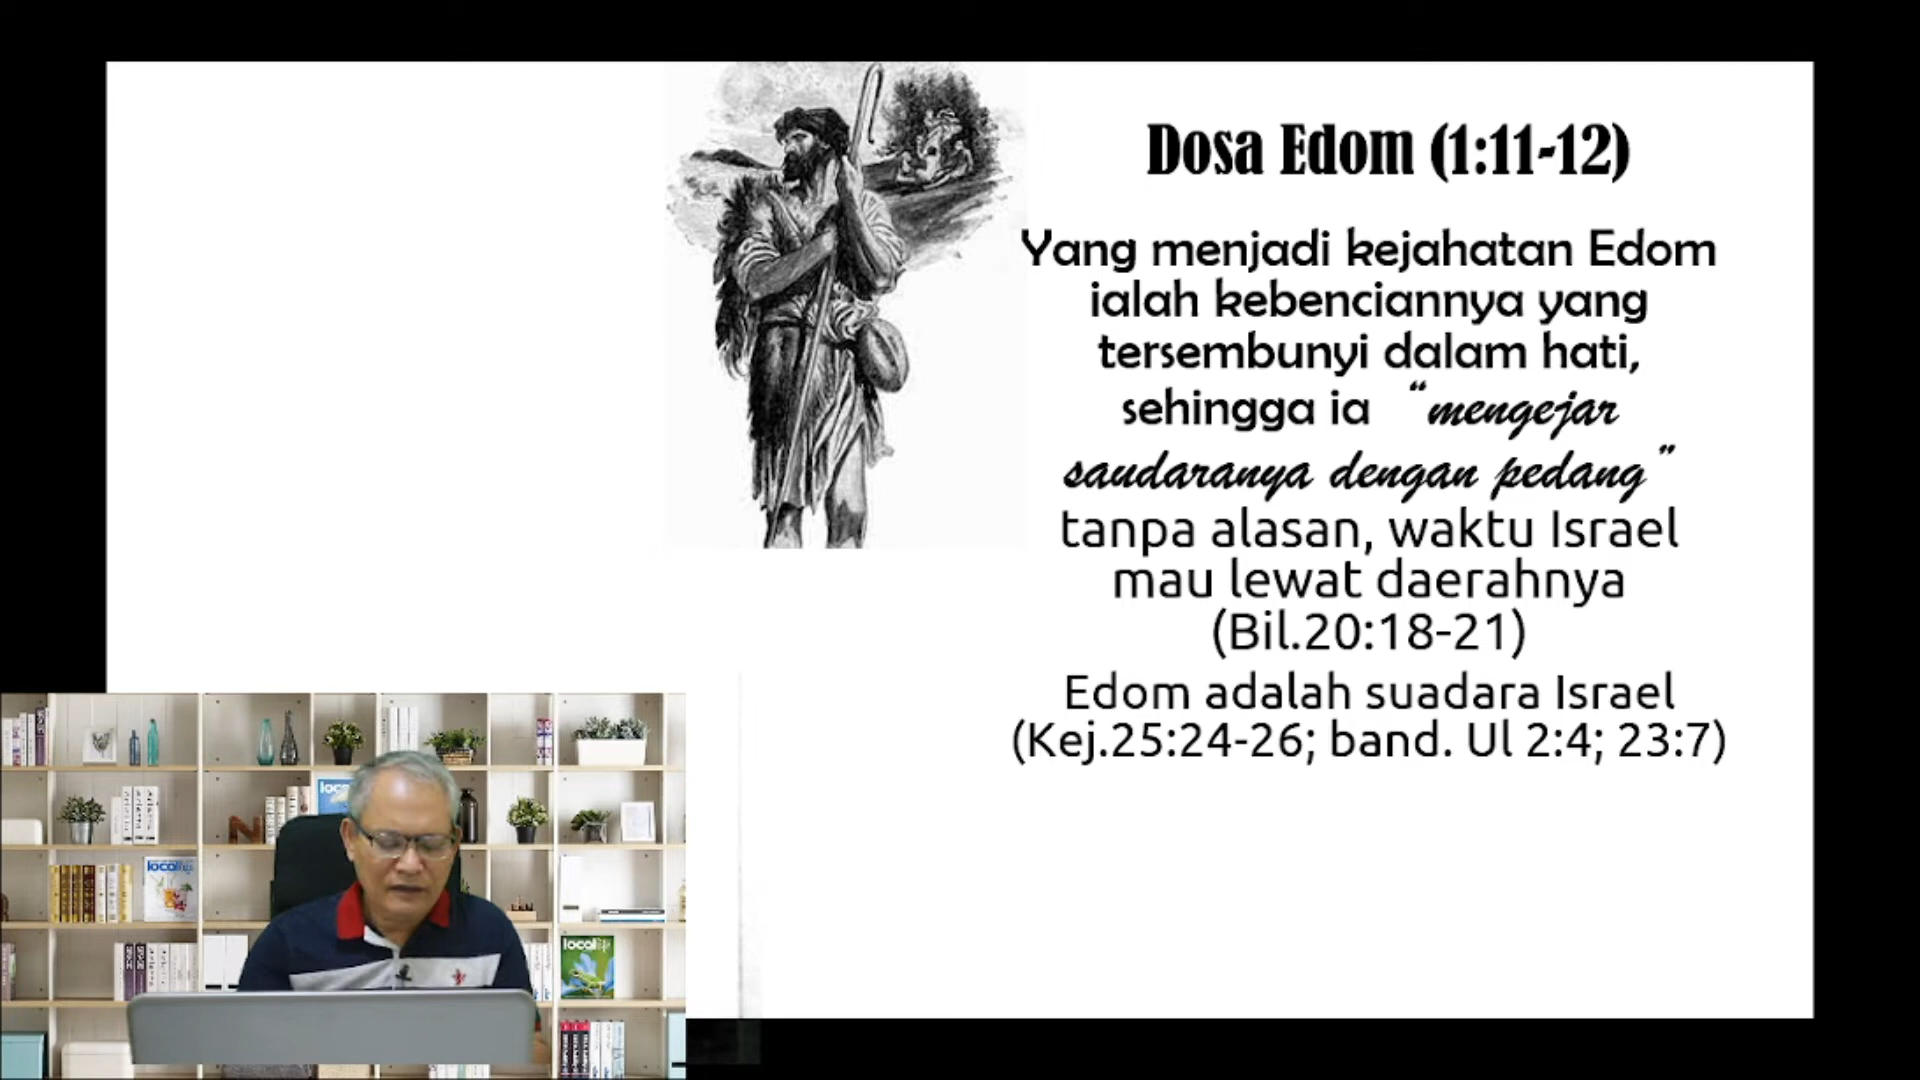 Dosa Edom (1:11-12)
Yang menjadi kejahatan Edom
ialah kebenciannya yang
tersembunyi dalam hati,
sehingga ia “mengejar
saudaranya dengan pedang”
tanpa alasan, waktu Israel
mau lewat daerahnya
(Bil.20:18-21)
Edom adalah suadara Israel
(Kej.25:24-26; band. Ul 2:4; 23:7)
local